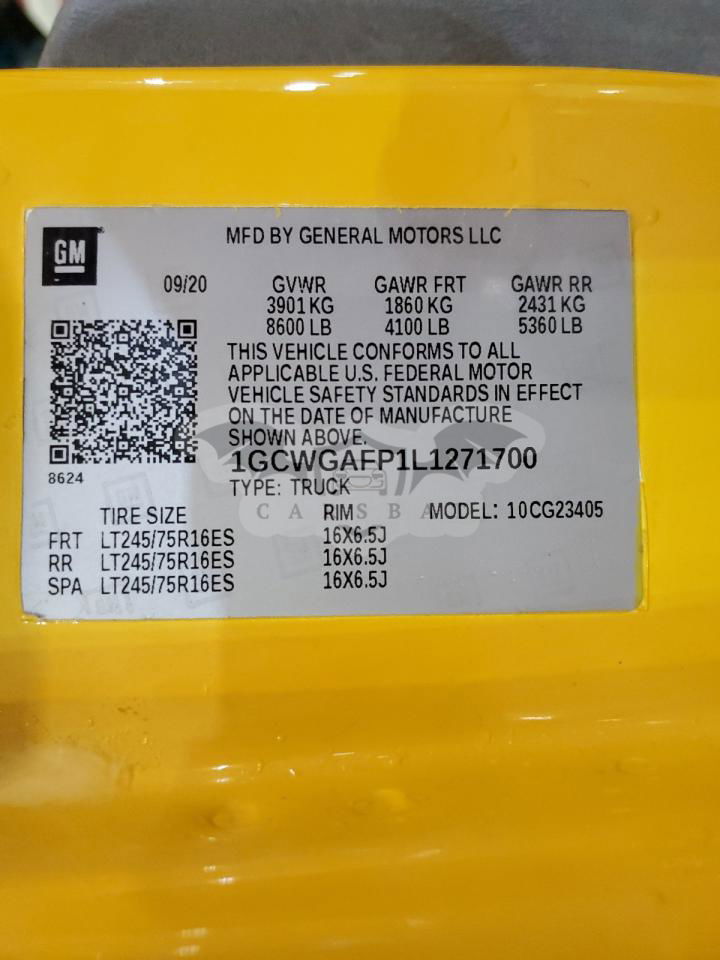 GM
MFD BY GENERAL MOTORS LLC
09/20 GVWR GAWR FRT GAWR RR
3901 KG 1860 KG 2431 KG
8600 LB 4100 LB 5360 LB
THIS VEHICLE CONFORMS TO ALL
APPLICABLE U.S. FEDERAL MOTOR
VEHICLE SAFETY STANDARDS IN EFFECT
ON THE DATE OF MANUFACTURE
SHOWN ABOVE.
8624
1GCWGAFP1L1271700
TYPE: TRUCK
TIRE SIZE RIM MODEL: 10CG23405
FRT LT245/75R16ES 16X6.5J
RR LT245/75R16ES 16X6.5J
SPA LT245/75R16ES 16X6.5J